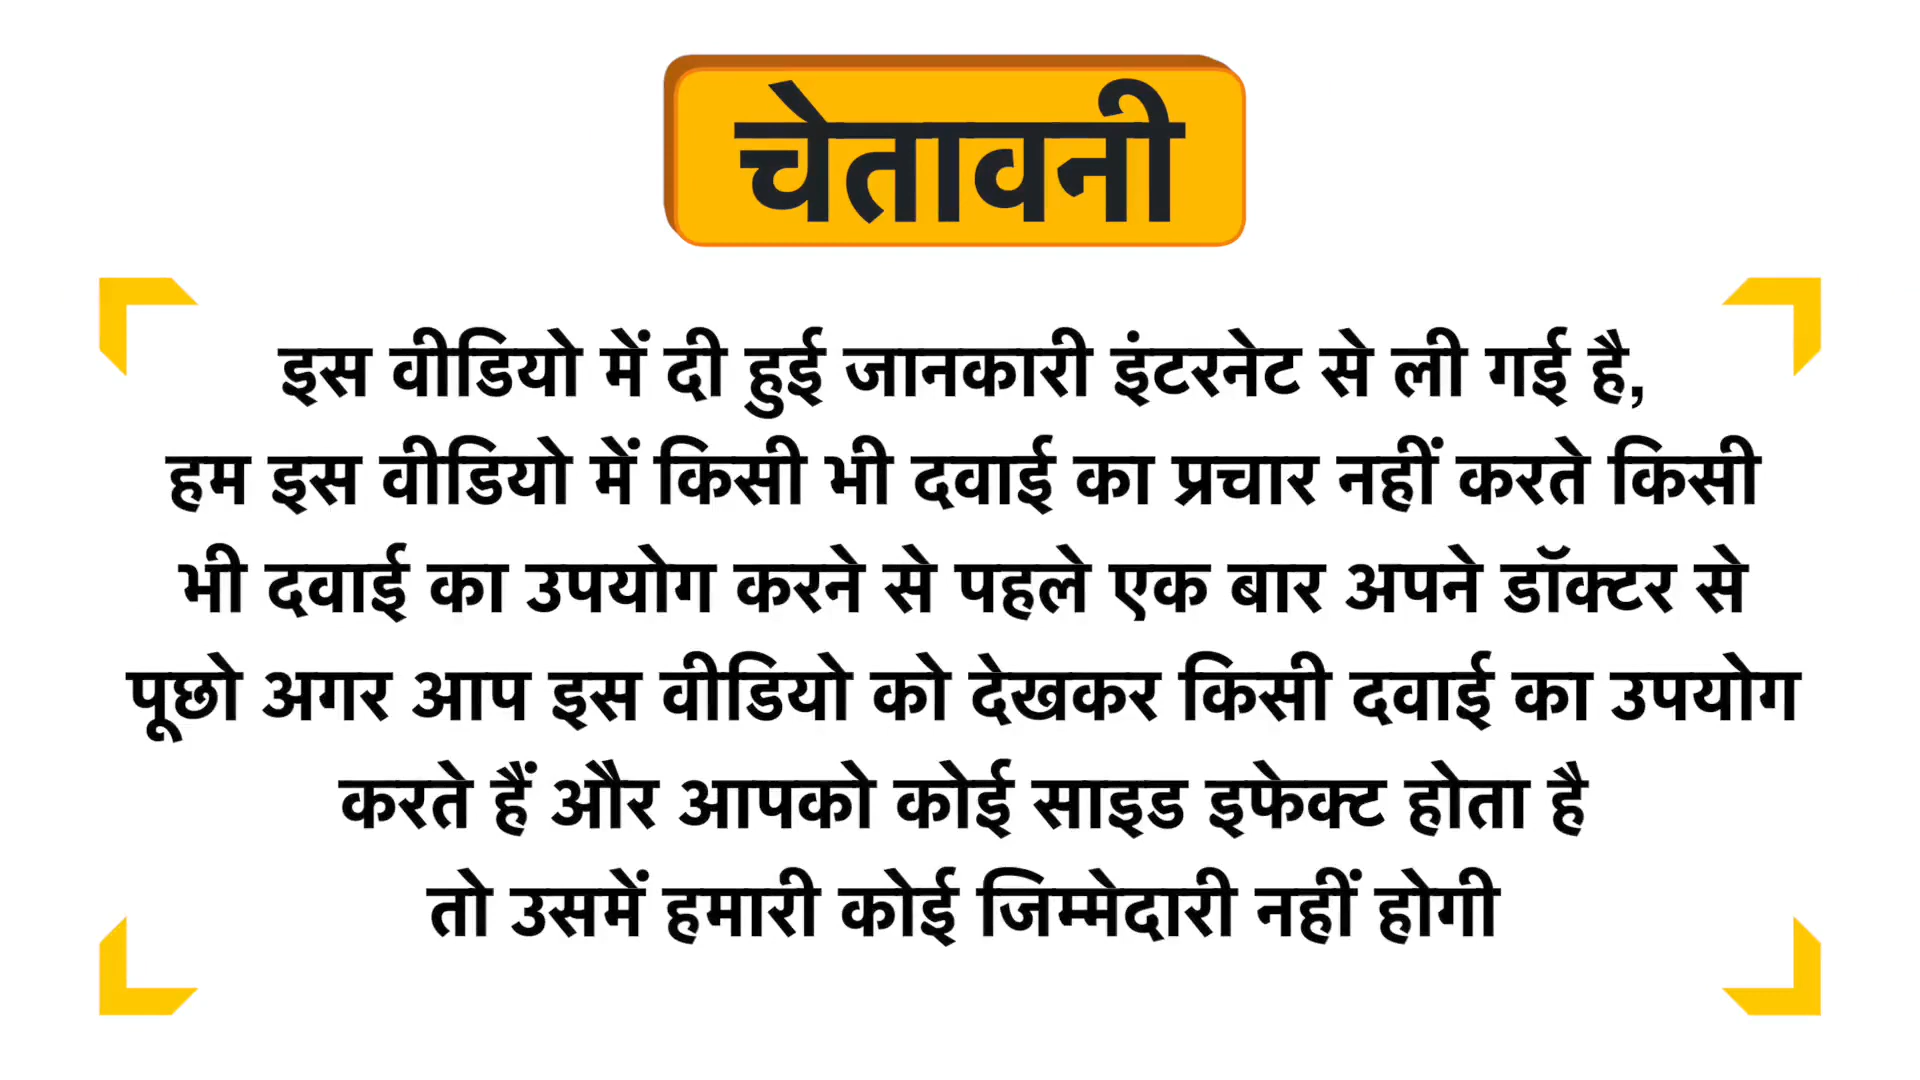 चेतावनी
इस वीडियो में दी हुई जानकारी इंटरनेट से ली गई है,
हम इस वीडियो में किसी भी दवाई का प्रचार नहीं करते किसी
भी दवाई का उपयोग करने से पहले एक बार अपने डॉक्टर से
पूछो अगर आप इस वीडियो को देखकर किसी दवाई का उपयोग
करते हैं और आपको कोई साइड इफेक्ट होता है
तो उसमें हमारी कोई जिम्मेदारी नहीं होगी